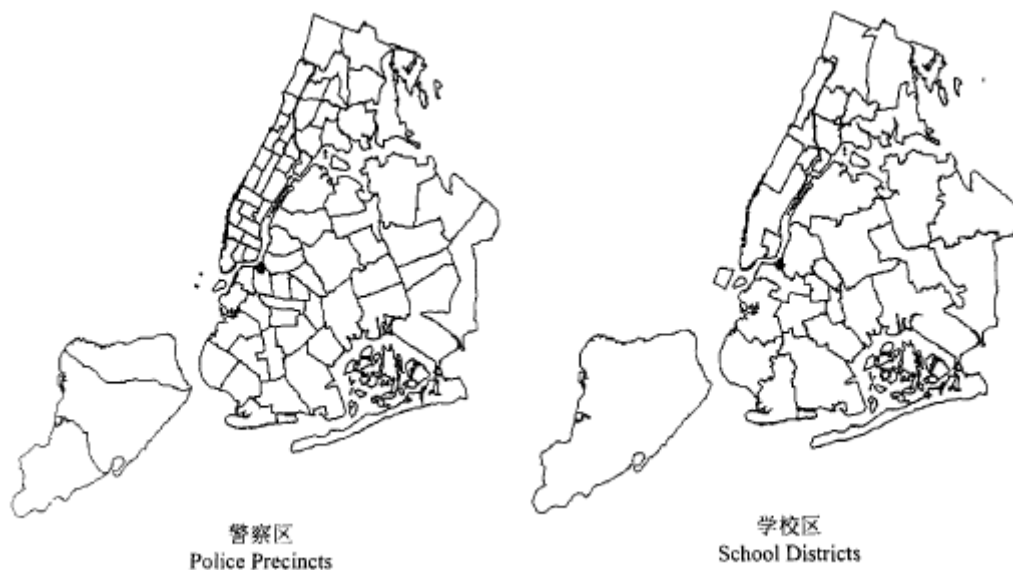 警察区
Police Precincts
学校区
School Districts